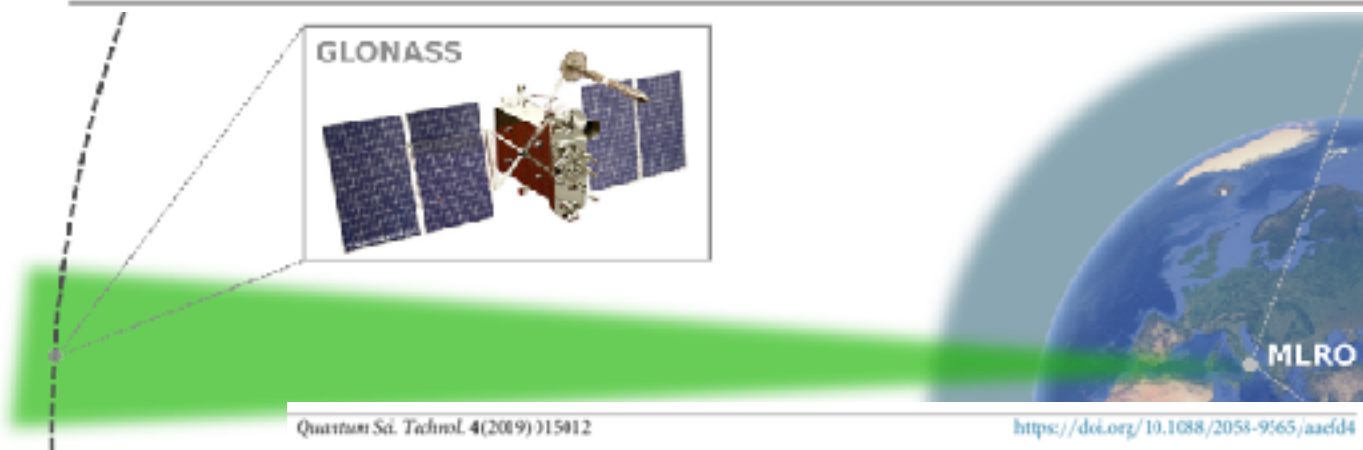 GLONASS
MLRO
Quantum Sci. Technol. 4 (2019) 015012
https://doi.org/10.1088/2058-9565/aaefd4